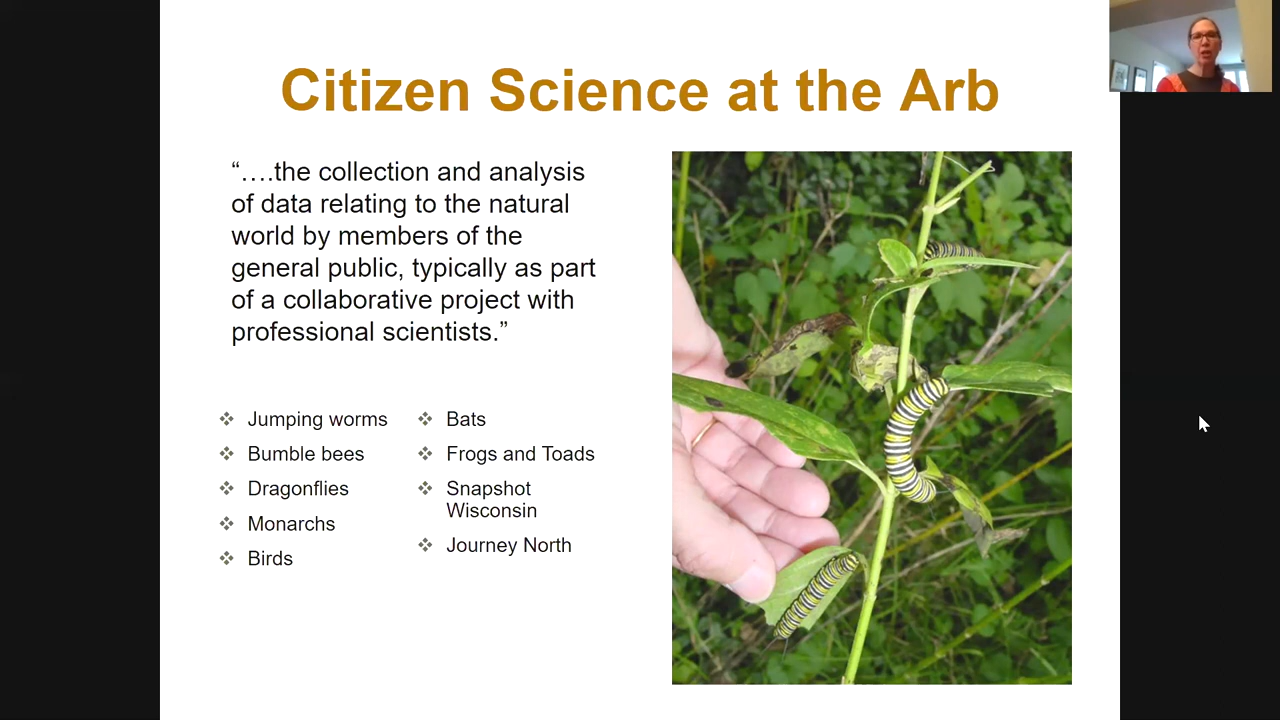 Citizen Science at the Arb
“….the collection and analysis
of data relating to the natural
world by members of the
general public, typically as part
of a collaborative project with
professional scientists.”
Jumping worms
Bumble bees
Dragonflies
Monarchs
Birds
Bats
Frogs and Toads
Snapshot
Wisconsin
Journey North